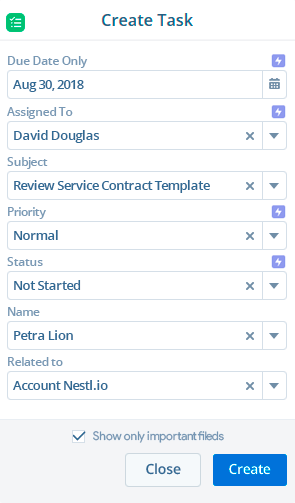 Create Task
Due Date Only
Aug 30, 2018
Assigned To
David Douglas
Subject
Review Service Contract Template
Priority
Normal
Status
Not Started
Name
Petra Lion
Related to
Account Nestl.io
Show only important fileds
Close
Create